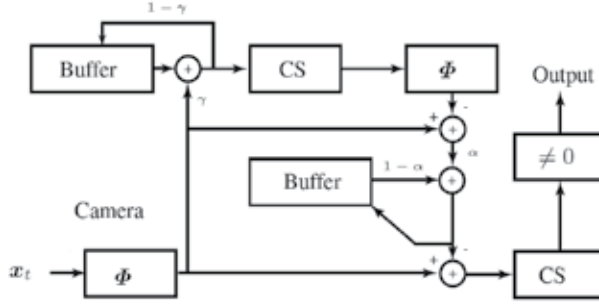 1 − γ
Buffer
+
CS
Φ
Output
γ
-
+
+
α
≠ 0
Buffer
1 − α
+
Camera
-
+
+
x_t
Φ
CS